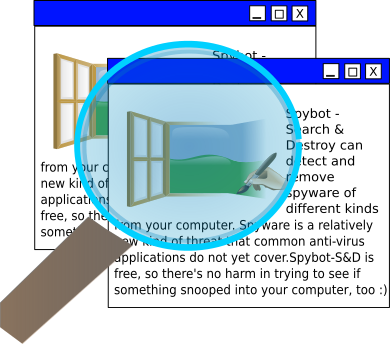 Spybot -
from your c
new kind of
applications
free, so the
somet
Spybot -
Search &
Destroy can
detect and
remove
spyware of
different kinds
from your computer. Spyware is a relatively
new kind of threat that common anti-virus
applications do not yet cover.Spybot-S&D is
free, so there's no harm in trying to see if
something snooped into your computer, too :)